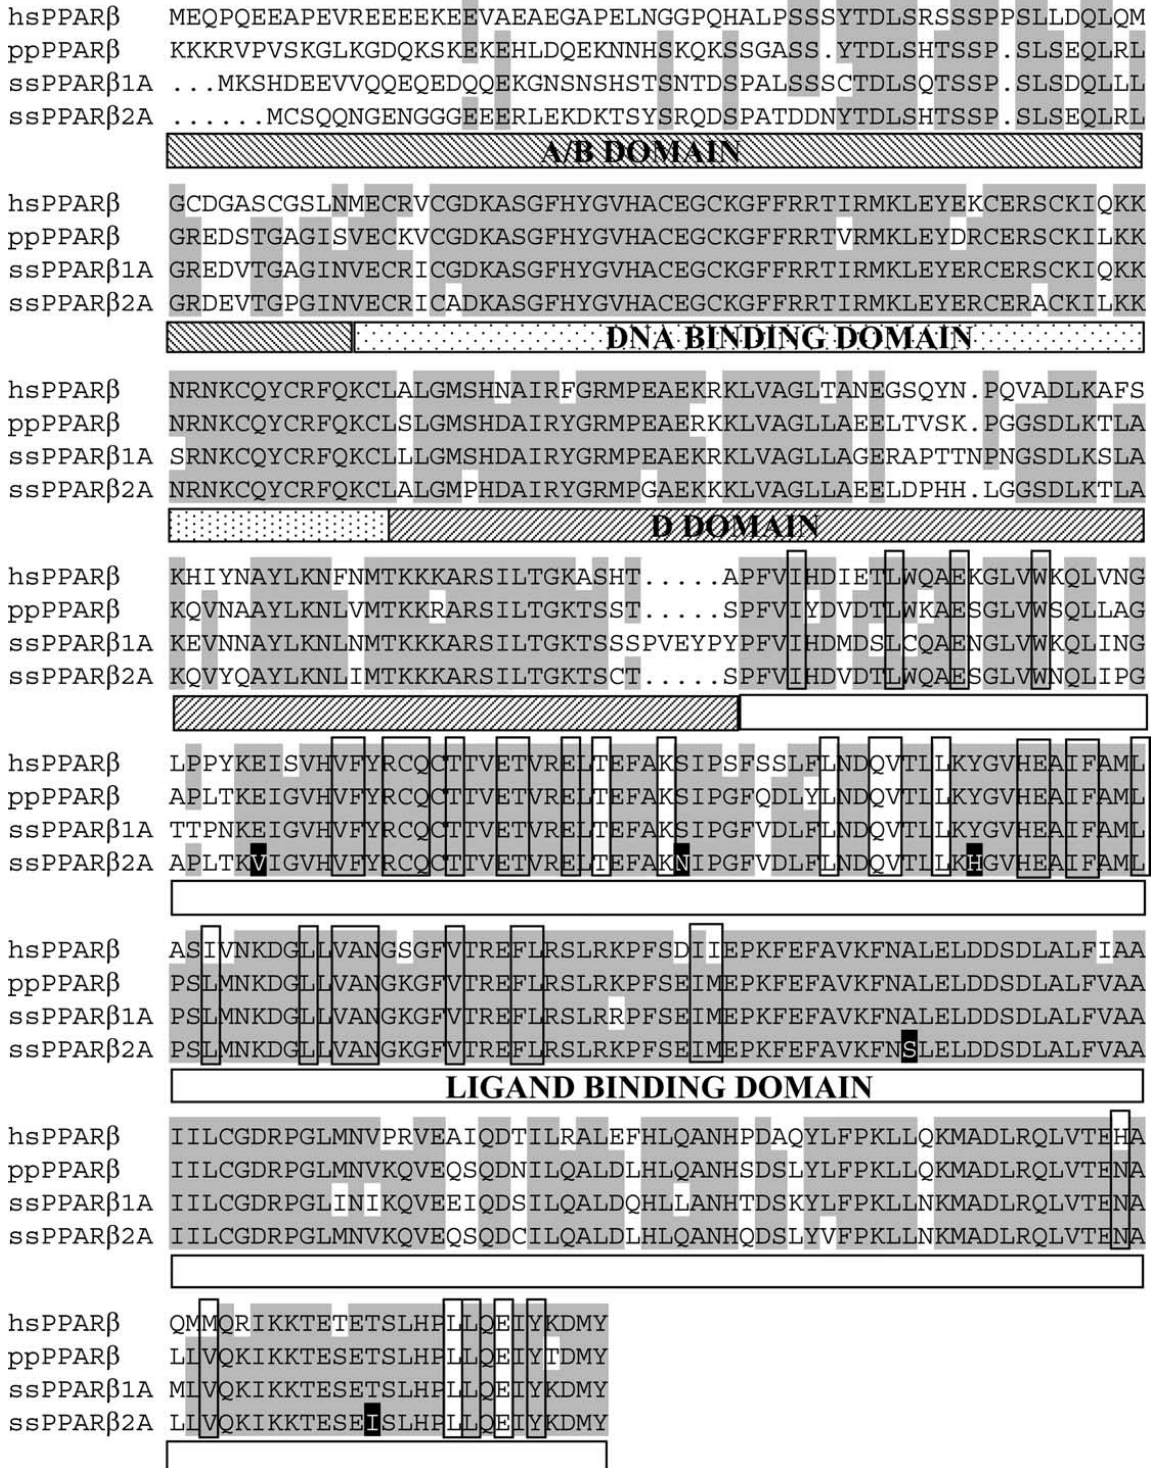 hsPPARβ MEQPQEEAPEVREEEEKEEVAEAEGAPELNGGPQHALPSSSYTDLSRSSSPPSLLDQLQM
ppPPARβ KKKRVPVSKGLKGDQKSKEKEHLDQEKNNHSKQKSSGASS.YTDLSHTSSP.SLSEQLRL
ssPPARβ1A ...MKSHDEEVVQQEQEDQQEKGNSNSHSTSNTDSPALSSSCTDLSQTSSP.SLSDQLLL
ssPPARβ2A ......MCSQQNGENGGGEEERLEKDKTSYSRQDSPATDDNYTDLSHTSSP.SLSEQLRL
A/B DOMAIN
hsPPARβ GCDGASCGSLNMECRVCGDKASGFHYGVHACEGCKGFFRRTIRMKLEYEKCERSCKIQKK
ppPPARβ GREDSTGAGISVECKVCGDKASGFHYGVHACEGCKGFFRRTVRMKLEYDRCERSCKILKK
ssPPARβ1A GREDVTGAGINVECRICGDKASGFHYGVHACEGCKGFFRRTIRMKLEYERCERSCKIQKK
ssPPARβ2A GRDEVTGPGINVECRICADKASGFHYGVHACEGCKGFFRRTIRMKLEYERCERACKILKK
DNA BINDING DOMAIN
hsPPARβ NRNKCQYCRFQKCLALGMSHNAIRFGRMPEAEKRKLVAGLTANEGSQYN.PQVADLKAFS
ppPPARβ NRNKCQYCRFQKCLSLGMSHDAIRYGRMPEAERKKLVAGLLAEELTVSK.PGGSDLKTLA
ssPPARβ1A SRNKCQYCRFQKCLLLGMSHDAIRYGRMPEAEKRKLVAGLLAGERAPTTNPNGSDLKSLA
ssPPARβ2A NRNKCQYCRFQKCLALGMPHDAIRYGRMPGAEKKKLVAGLLAEELDPHH.LGGSDLKTLA
D DOMAIN
hsPPARβ KHIYNAYLKNFNMTKKKARSILTGKASHT.....APFVIHDIETLWQAEKGLVWKQLVNG
ppPPARβ KQVNAAYLKNLVMTKKRARSILTGKTSST.....SPFVIYDVDTLWKAESGLVWSQLLAG
ssPPARβ1A KEVNNAYLKNLNMTKKKARSILTGKTSSSPVEYPYPFVIHDMDSLCQAENGLVWKQLING
ssPPARβ2A KQVYQAYLKNLIMTKKKARSILTGKTSCT.....SPFVIHDVDTLWQAESGLVWNQLIPG
hsPPARβ LPPYKEISVHVFYRCQCTTVETVRELTEFAKSIPSFSSLFLNDQVTLLKYGVHEAIFAML
ppPPARβ APLTKEIGVHVFYRCQCTTVETVRELTEFAKSIPGFQDLYLNDQVTLLKYGVHEAIFAML
ssPPARβ1A TTPNKEIGVHVFYRCQCTTVETVRELTEFAKSIPGFVDLFLNDQVTLLKYGVHEAIFAML
ssPPARβ2A APLTKVIGVHVFYRCQCTTVETVRELTEFAKNIPGFVDLFLNDQVTLLKHGVHEAIFAML
hsPPARβ ASIVNKDGLLVANGSGFVTREFLRSLRKPFSDIIEPKFEFAVKFNALELDDSDLALFIAA
ppPPARβ PSLMNKDGLLVANGKGFVTREFLRSLRKPFSEIMEPKFEFAVKFNALELDDSDLALFVAA
ssPPARβ1A PSLMNKDGLLVANGKGFVTREFLRSLRRPFSEIMEPKFEFAVKFNALELDDSDLALFVAA
ssPPARβ2A PSLMNKDGLLVANGKGFVTREFLRSLRKPFSEIMEPKFEFAVKFNSLELDDSDLALFVAA
LIGAND BINDING DOMAIN
hsPPARβ IILCGDRPGLMNVPRVEAIQDTILRALEFHLQANHPDAQYLFPKLLQKMADLRQLVTEHA
ppPPARβ IILCGDRPGLMNVKQVEQSQDNILQALDLHLQANHSDSLYLFPKLLQKMADLRQLVTENA
ssPPARβ1A IILCGDRPGLINIKQVEEIQDSILQALDQHLLANHTDSKYLFPKLLNKMADLRQLVTENA
ssPPARβ2A IILCGDRPGLMNVKQVEQSQDCILQALDLHLQANHQDSLYVFPKLLNKMADLRQLVTENA
hsPPARβ QMMQRIKKTETETSLHPLLQEIYKDMY
ppPPARβ LLVQKIKKTESETSLHPLLQEIYTDMY
ssPPARβ1A MLVQKIKKTESETSLHPLLQEIYKDMY
ssPPARβ2A LLVQKIKKTESEISLHPLLQEIYKDMY